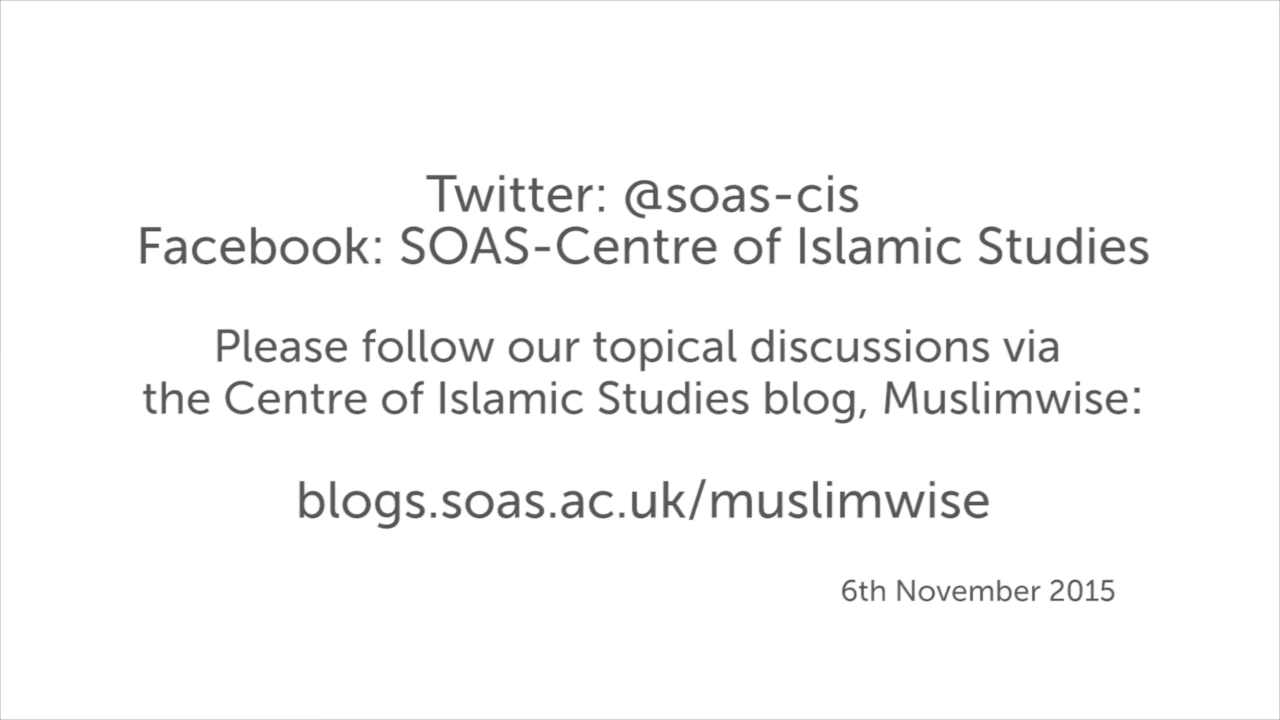 Twitter: @soas-cis
Facebook: SOAS-Centre of Islamic Studies
Please follow our topical discussions via
the Centre of Islamic Studies blog, Muslimwise:
blogs.soas.ac.uk/muslimwise
6th November 2015